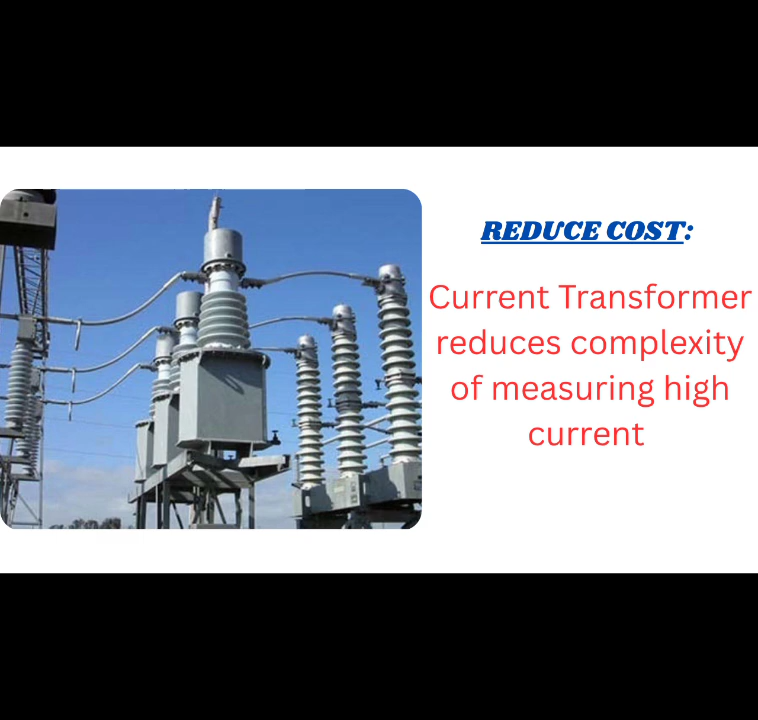 REDUCE COST:
Current Transformer
reduces complexity
of measuring high
current